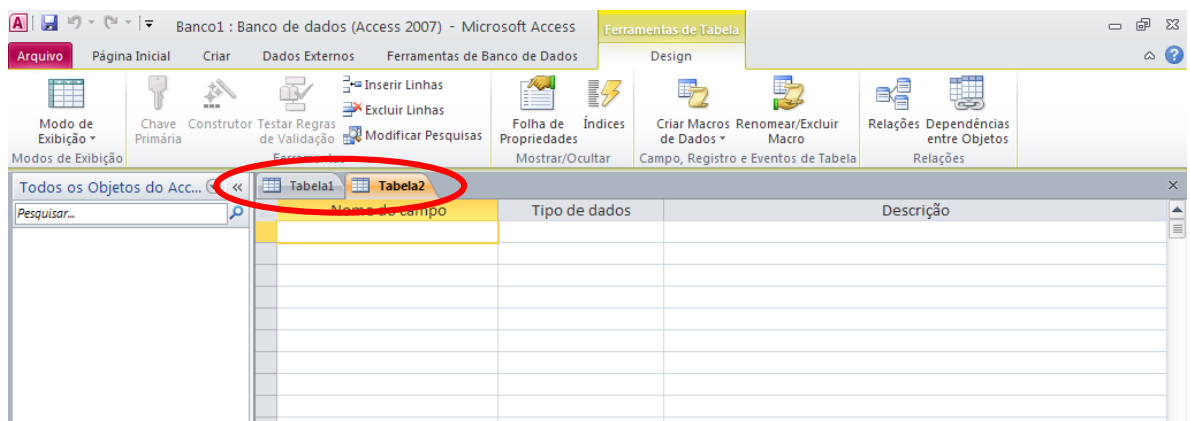 Banco1 : Banco de dados (Access 2007) - Microsoft Access
Ferramentas de Tabela
Arquivo Página Inicial Criar Dados Externos Ferramentas de Banco de Dados Design
Modo de Exibição
Chave Primária
Construtor
Testar Regras de Validação
Inserir Linhas
Excluir Linhas
Modificar Pesquisas
Folha de Propriedades
Índices
Criar Macros de Dados
Renomear/Excluir Macro
Relações
Dependências entre Objetos
Modos de Exibição
Ferramentas
Mostrar/Ocultar
Campo, Registro e Eventos de Tabela
Relações
Todos os Objetos do Acc...
Tabela1 Tabela2
Pesquisar...
Nome do campo Tipo de dados Descrição